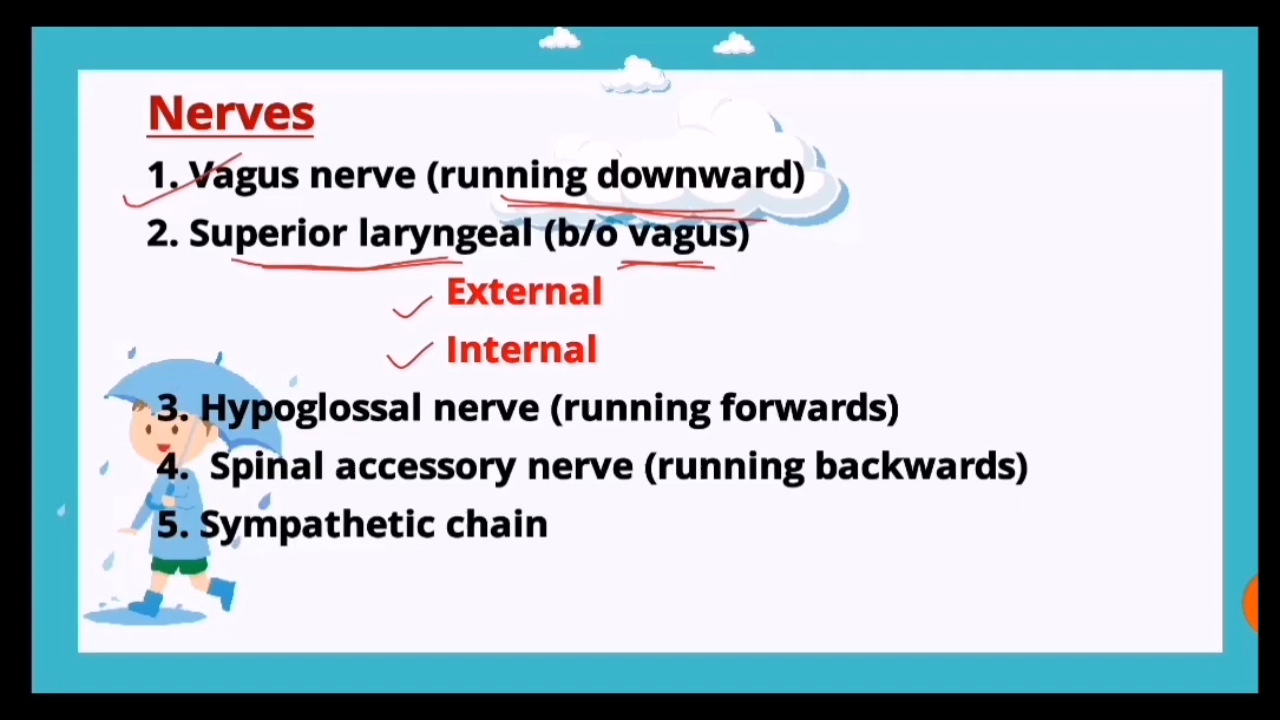 Nerves
1. Vagus nerve (running downward)
2. Superior laryngeal (b/o vagus)
External
Internal
3. Hypoglossal nerve (running forwards)
4. Spinal accessory nerve (running backwards)
5. Sympathetic chain